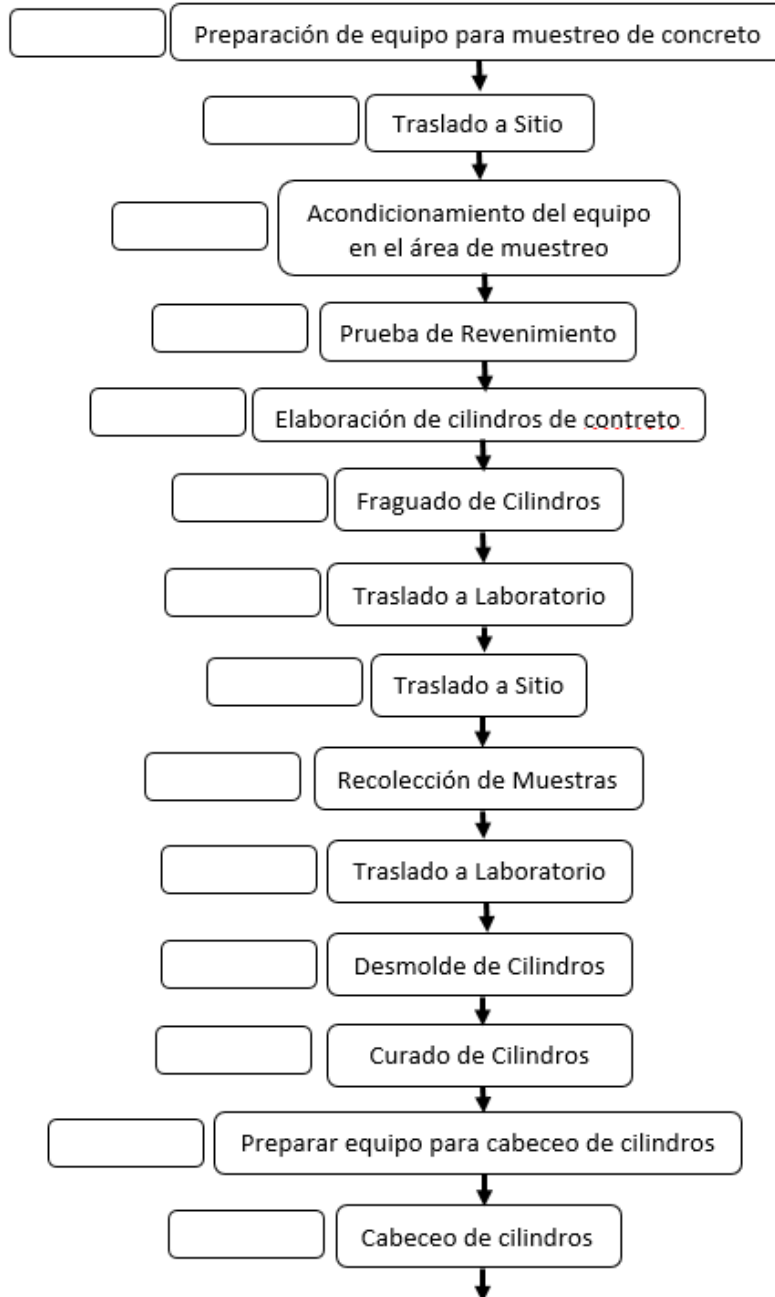 Preparación de equipo para muestreo de concreto
Traslado a Sitio
Acondicionamiento del equipo
en el área de muestreo
Prueba de Revenimiento
Elaboración de cilindros de contreto
Fraguado de Cilindros
Traslado a Laboratorio
Traslado a Sitio
Recolección de Muestras
Traslado a Laboratorio
Desmolde de Cilindros
Curado de Cilindros
Preparar equipo para cabeceo de cilindros
Cabeceo de cilindros